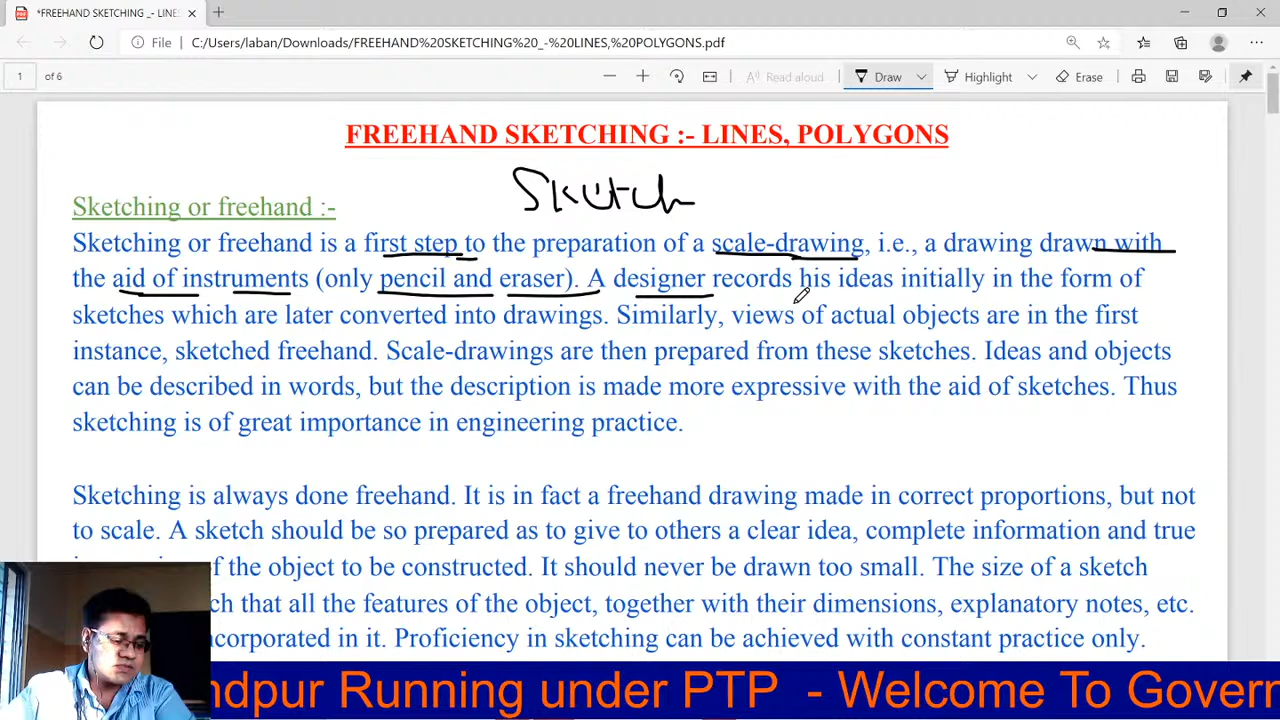 *FREEHAND SKETCHING _- LINES
File C:/Users/laban/Downloads/FREEHAND%20SKETCHING%20_-%20LINES,%20POLYGONS.pdf
1 of 6 Read aloud Draw Highlight Erase
FREEHAND SKETCHING :- LINES, POLYGONS
Sketch
Sketching or freehand :-
Sketching or freehand is a first step to the preparation of a scale-drawing, i.e., a drawing drawn with
the aid of instruments (only pencil and eraser). A designer records his ideas initially in the form of
sketches which are later converted into drawings. Similarly, views of actual objects are in the first
instance, sketched freehand. Scale-drawings are then prepared from these sketches. Ideas and objects
can be described in words, but the description is made more expressive with the aid of sketches. Thus
sketching is of great importance in engineering practice.
Sketching is always done freehand. It is in fact a freehand drawing made in correct proportions, but not
to scale. A sketch should be so prepared as to give to others a clear idea, complete information and true
of the object to be constructed. It should never be drawn too small. The size of a sketch
that all the features of the object, together with their dimensions, explanatory notes, etc.
in it. Proficiency in sketching can be achieved with constant practice only.
ndpur Running under PTP - Welcome To Govern